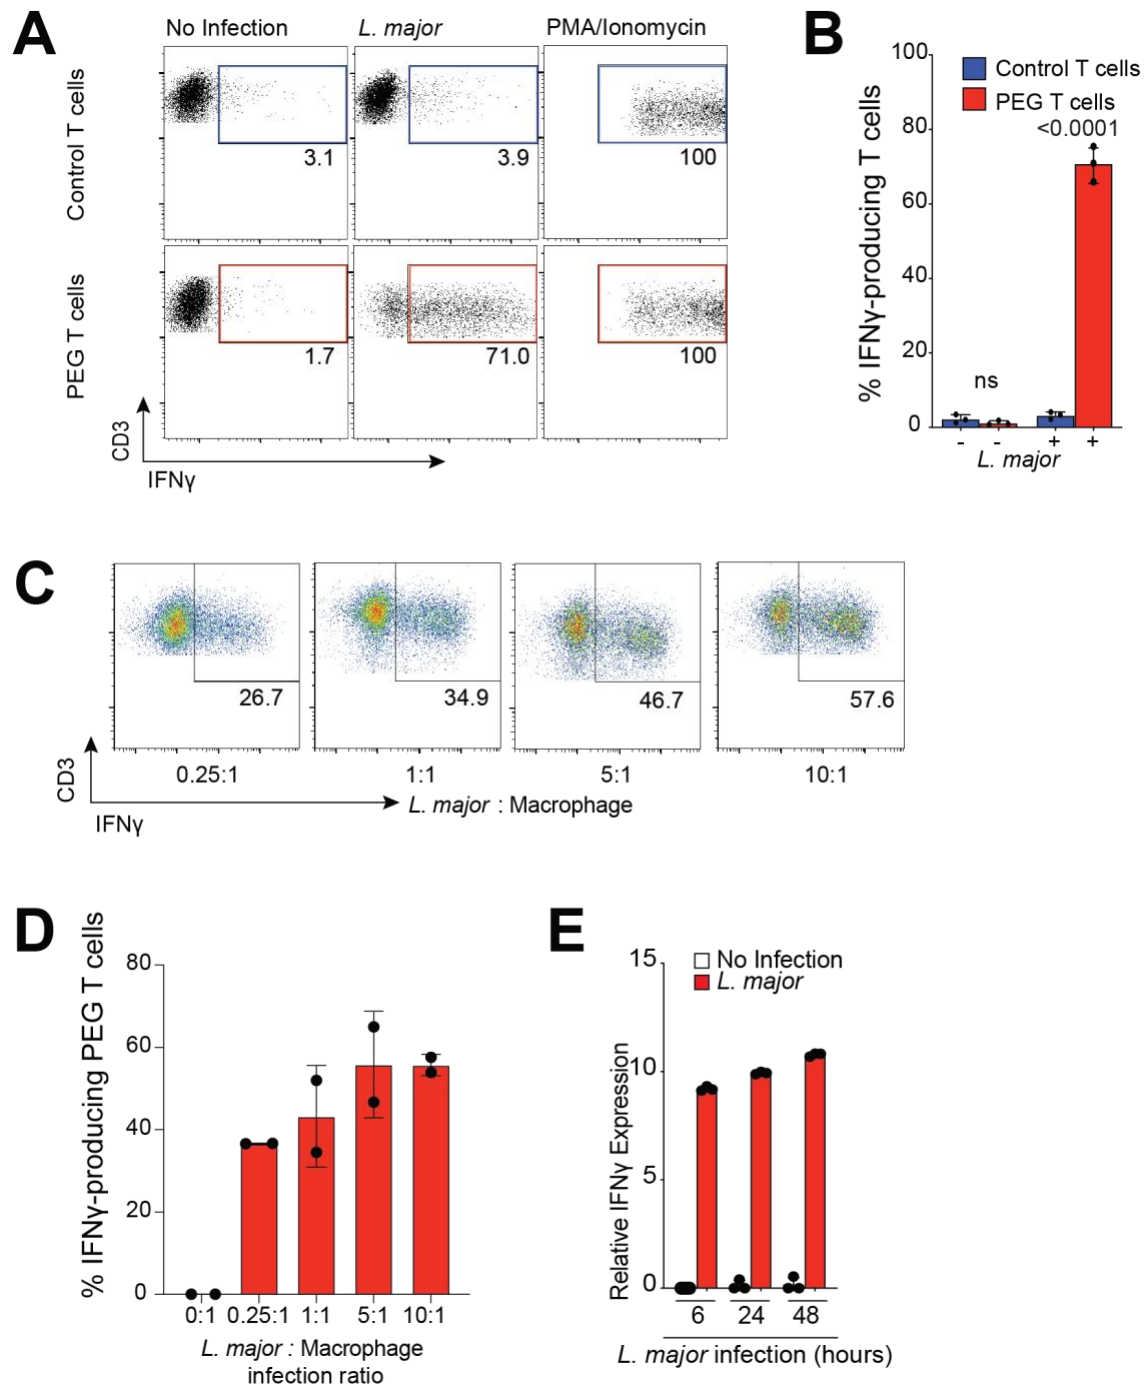 A
No Infection
L. major
PMA/Ionomycin
Control T cells
3.1
3.9
100
PEG T cells
1.7
71.0
100
CD3
IFNγ
B
% IFNγ-producing T cells
100
80
60
40
20
0
Control T cells
PEG T cells
<0.0001
ns
- - + +
L. major
C
26.7
34.9
46.7
57.6
CD3
0.25:1
1:1
5:1
10:1
L. major : Macrophage
IFNγ
D
% IFNγ-producing PEG T cells
80
60
40
20
0
0:1 0.25:1 1:1 5:1 10:1
L. major : Macrophage
infection ratio
E
Relative IFNγ Expression
15
10
5
0
No Infection
L. major
6 24 48
L. major infection (hours)